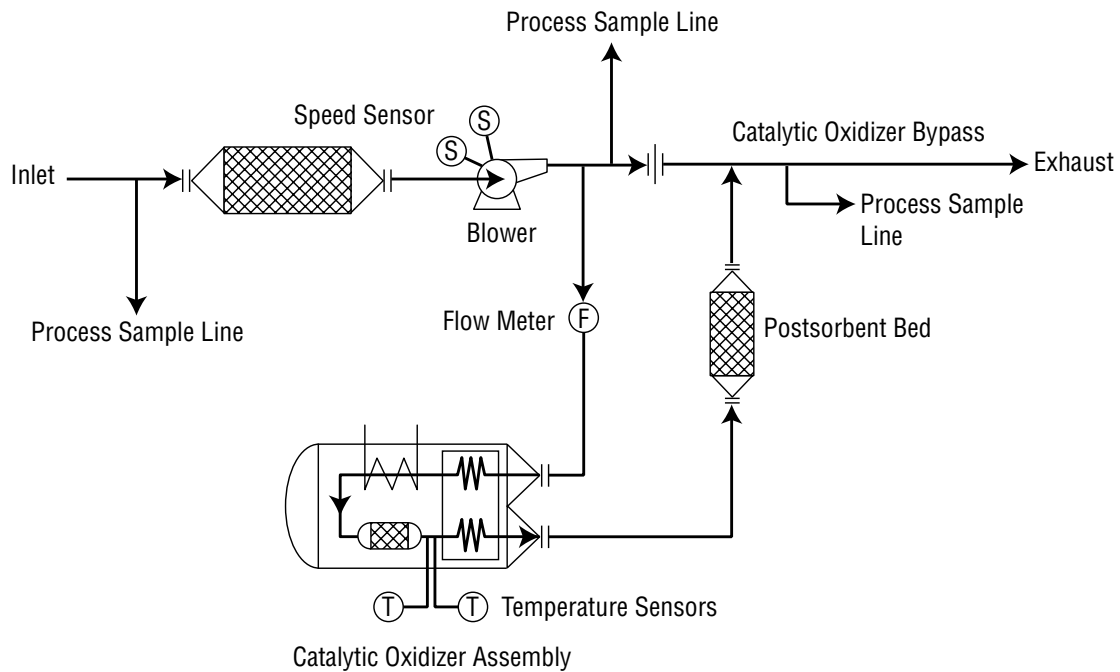 Process Sample Line
Speed Sensor
S
S
Catalytic Oxidizer Bypass
Inlet
Exhaust
Process Sample
Line
Blower
Process Sample Line
Flow Meter
F
Postsorbent Bed
T
T
Temperature Sensors
Catalytic Oxidizer Assembly